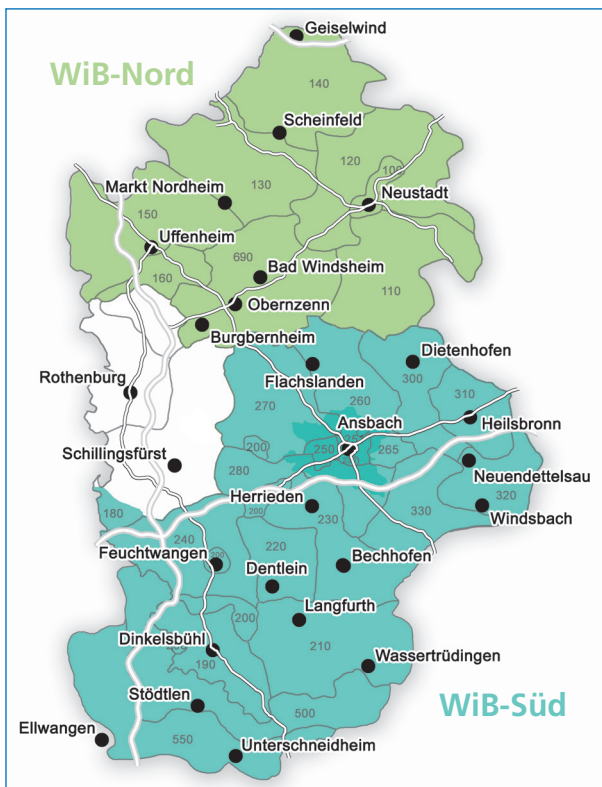 Geiselwind
WiB-Nord
140
Scheinfeld
120
100
130
Markt Nordheim
Neustadt
150
Uffenheim
690
160
Bad Windsheim
110
Obernzenn
Burgbernheim
Dietenhofen
Flachslanden
300
Rothenburg
260
310
270
Ansbach
Heilsbronn
200
250
265
Schillingsfürst
280
Neuendettelsau
Herrieden
320
180
200
230
330
Windsbach
240
220
Feuchtwangen
200
Bechhofen
Dentlein
200
Langfurth
Dinkelsbühl
210
190
Wassertrüdingen
Stödtlen
500
WiB-Süd
Ellwangen
550
Unterschneidheim